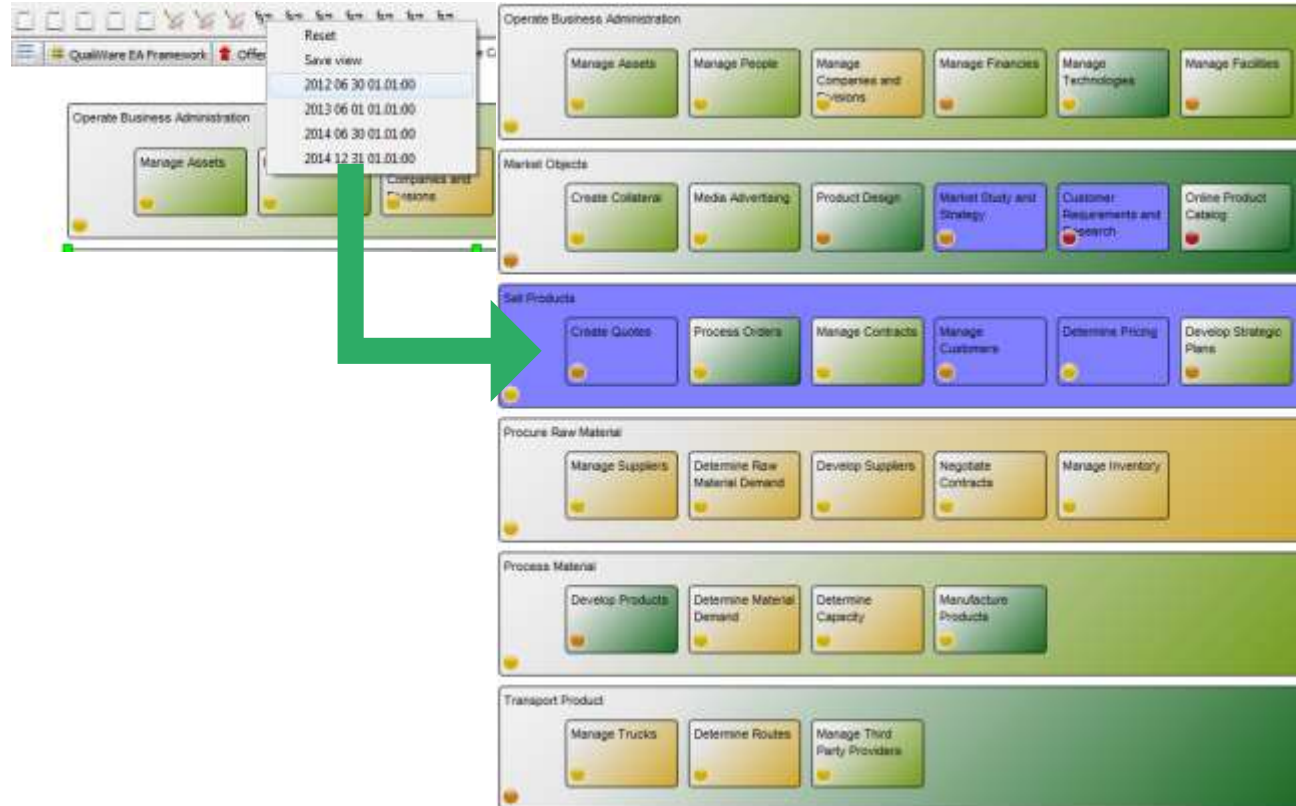 Reset
Save view
2012 06 30 01.01:00
2013 06 01 01.01:00
2014 06 30 01.01:00
2014 12 31 01.01:00
QualiWare EA Framework
Operate Business Administration
Manage Assets
Companies and
Operate Business Administration
Manage Assets
Manage People
Manage
Companies and
Divisions
Manage Financies
Manage
Technologies
Manage Facilities
Market Objects
Create Collateral
Media Advertising
Product Design
Market Study and
Strategy
Customer
Requirements and
Research
Online Product
Catalog
Sell Products
Create Quotes
Process Orders
Manage Contracts
Manage
Customers
Determine Pricing
Develop Strategic
Plans
Procure Raw Material
Manage Suppliers
Determine Raw
Material Demand
Develop Suppliers
Negotiate
Contracts
Manage Inventory
Process Material
Develop Products
Determine Material
Demand
Determine
Capacity
Manufacture
Products
Transport Product
Manage Trucks
Determine Routes
Manage Third
Party Providers